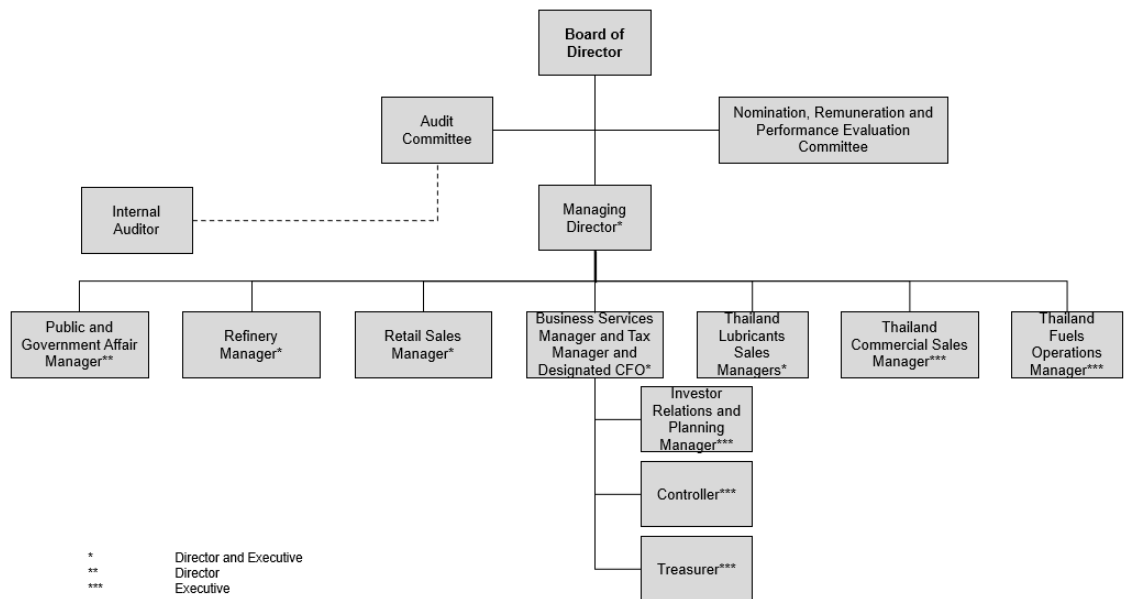 Board of
Director
Audit
Committee
Nomination, Remuneration and
Performance Evaluation
Committee
Internal
Auditor
Managing
Director*
Public and
Government Affair
Manager**
Refinery
Manager*
Retail Sales
Manager*
Business Services
Manager and Tax
Manager and
Designated CFO*
Thailand
Lubricants
Sales
Managers*
Thailand
Commercial Sales
Manager***
Thailand
Fuels
Operations
Manager***
Investor
Relations and
Planning
Manager***
Controller***
Treasurer***
* Director and Executive
** Director
*** Executive